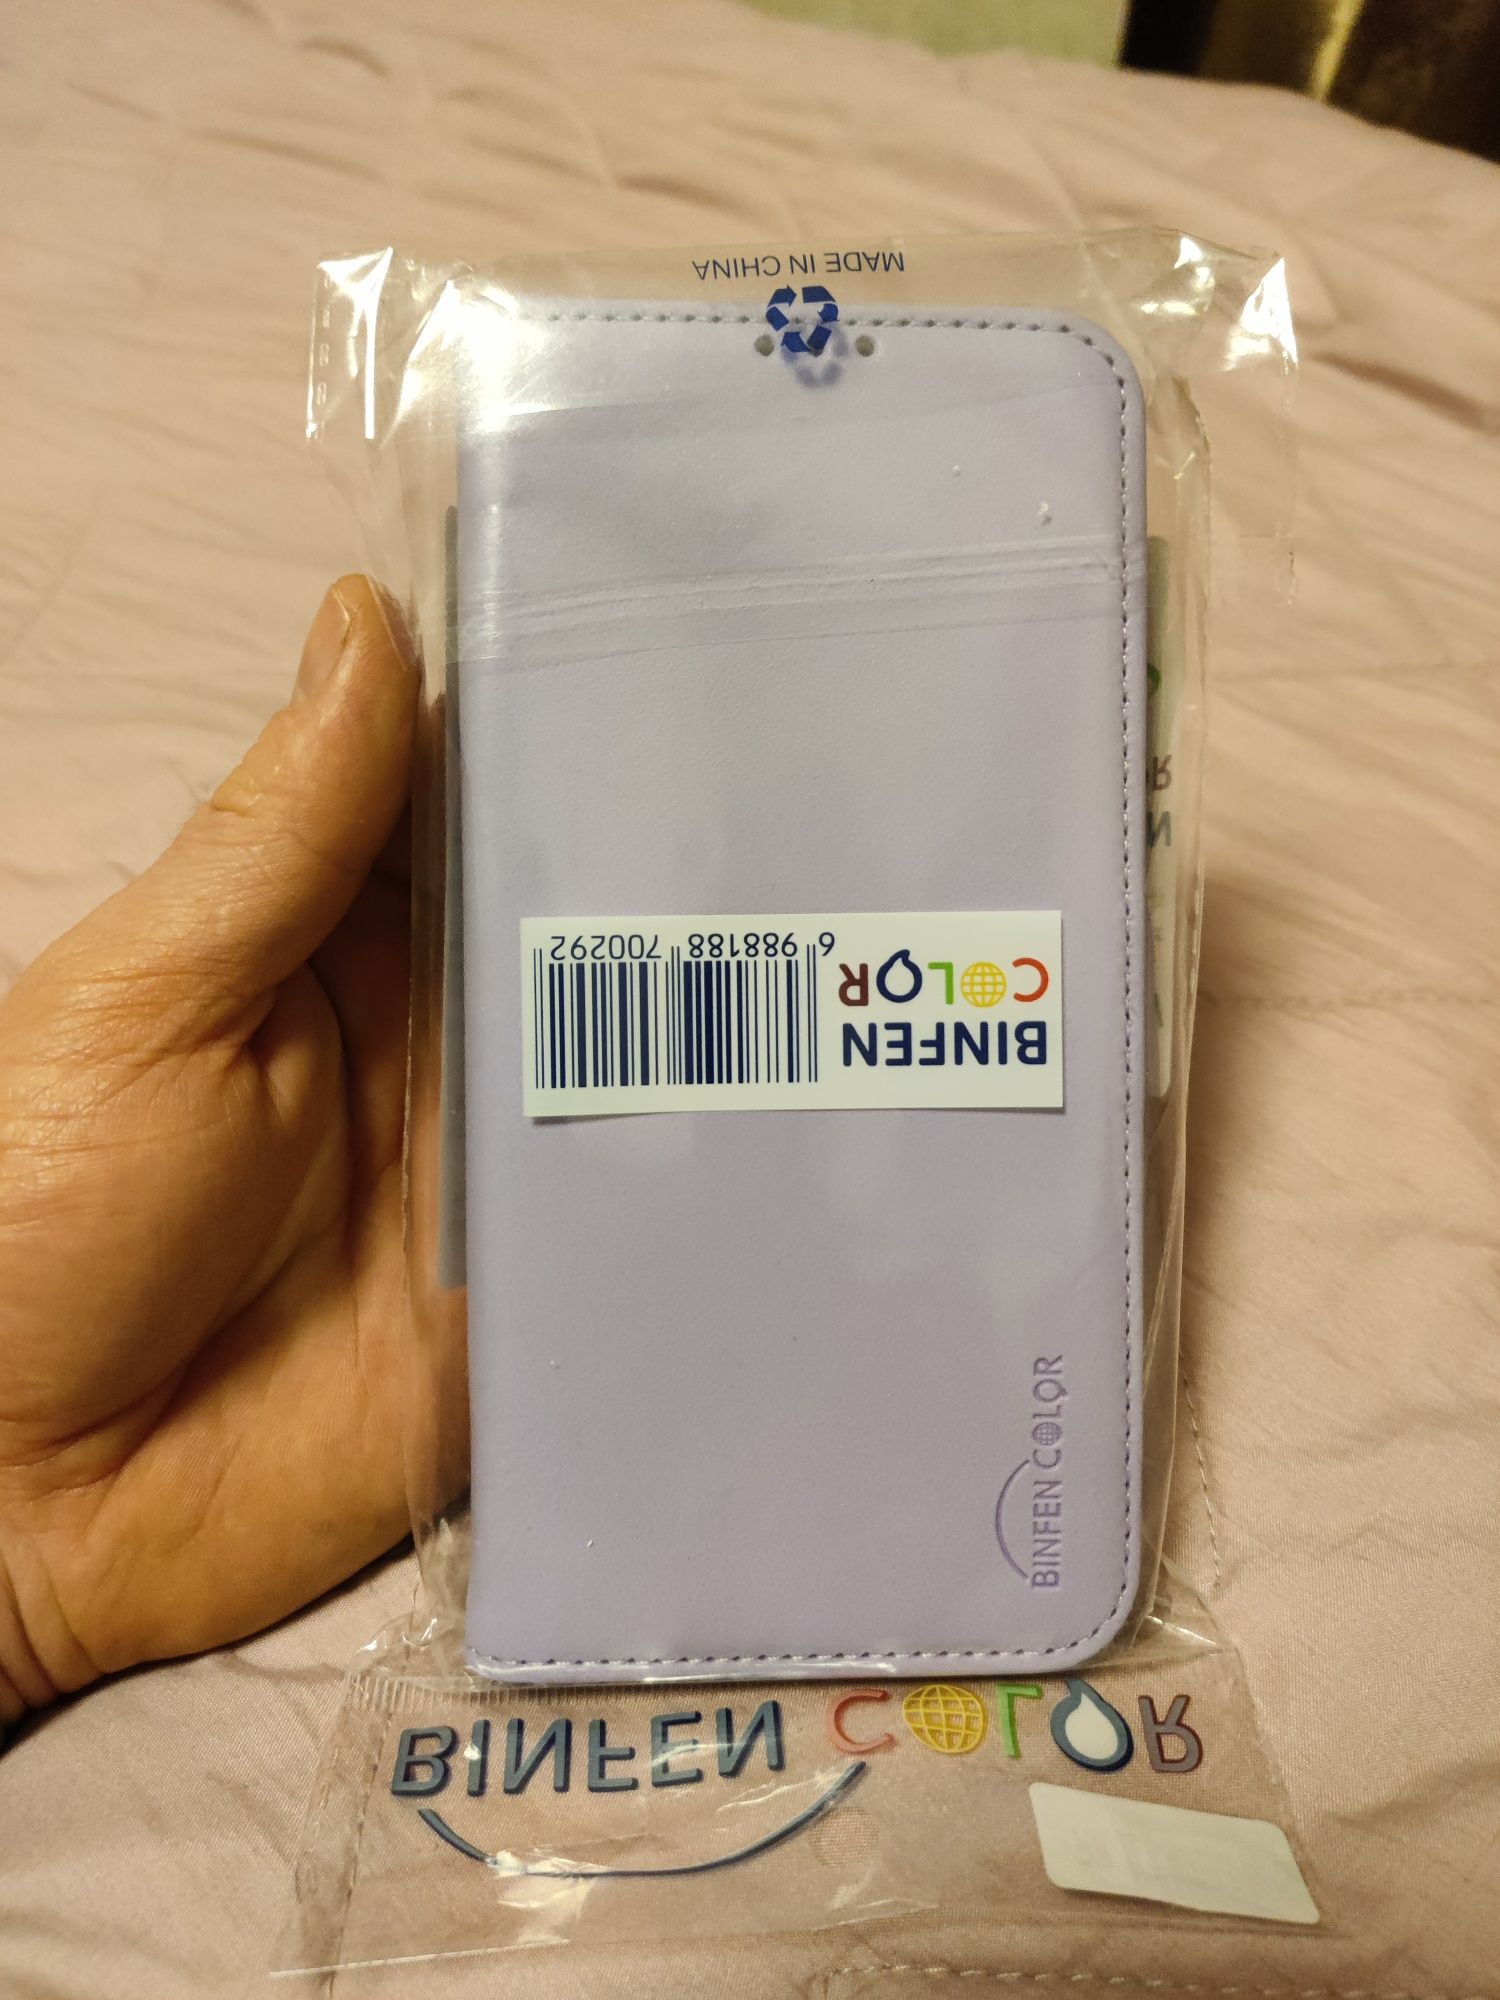 MADE IN CHINA
BINFEN
COLOR
6 988188 700292
BINFEN COLOR
BINFEN COLOR